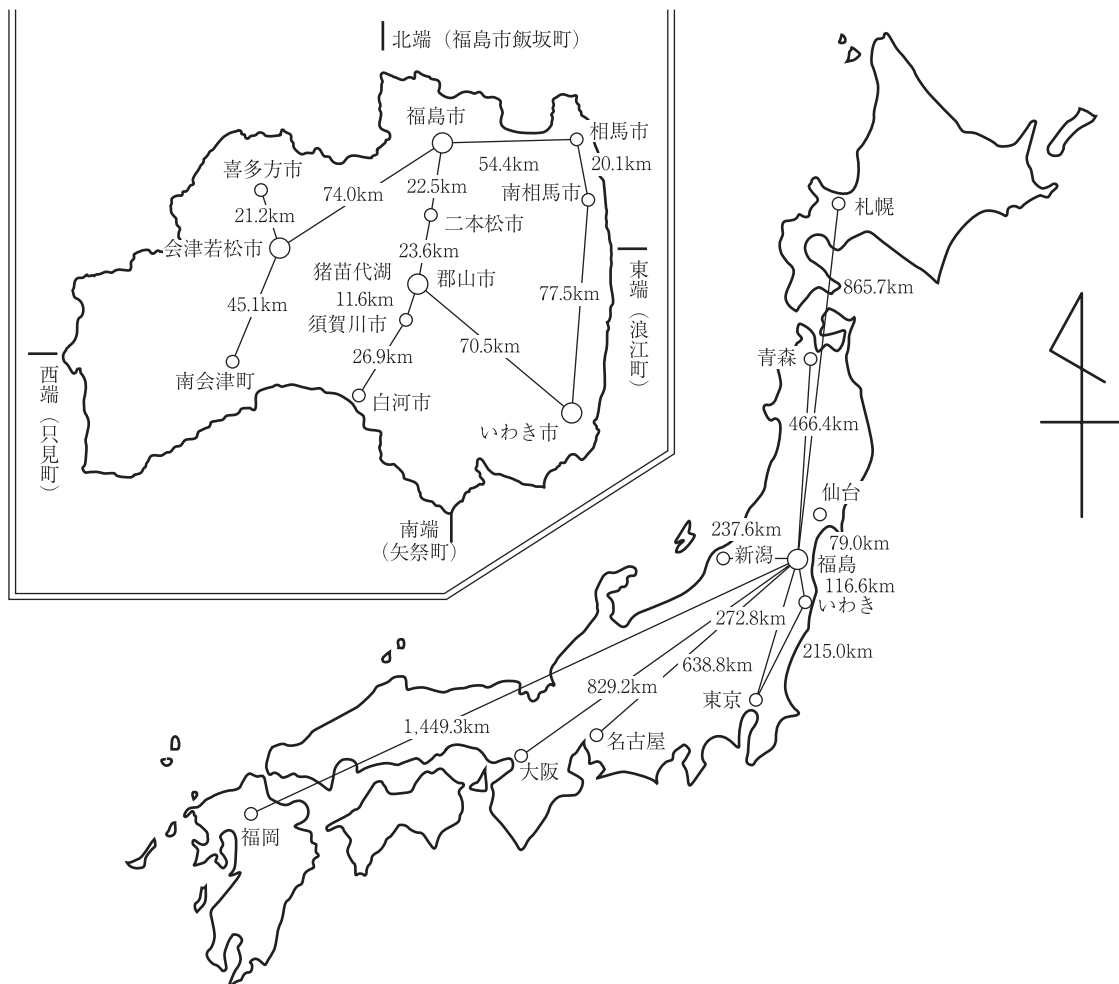 北端（福島市飯坂町）
福島市
相馬市
54.4km
20.1km
喜多方市
74.0km
22.5km
南相馬市
21.2km
二本松市
会津若松市
23.6km
猪苗代湖
郡山市
東端（浪江町）
11.6km
77.5km
45.1km
須賀川市
70.5km
26.9km
西端（只見町）
南会津町
白河市
いわき市
南端
（矢祭町）
札幌
865.7km
青森
466.4km
仙台
237.6km
79.0km
新潟
福島
116.6km
いわき
272.8km
215.0km
638.8km
829.2km
東京
1,449.3km
名古屋
大阪
福岡